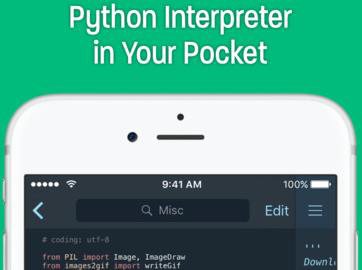 Python Interpreter
in Your Pocket
9:41 AM
100%
Misc
Edit
# coding: utf-8
from PIL import Image, ImageDraw
from images2gif import writeGif
'''